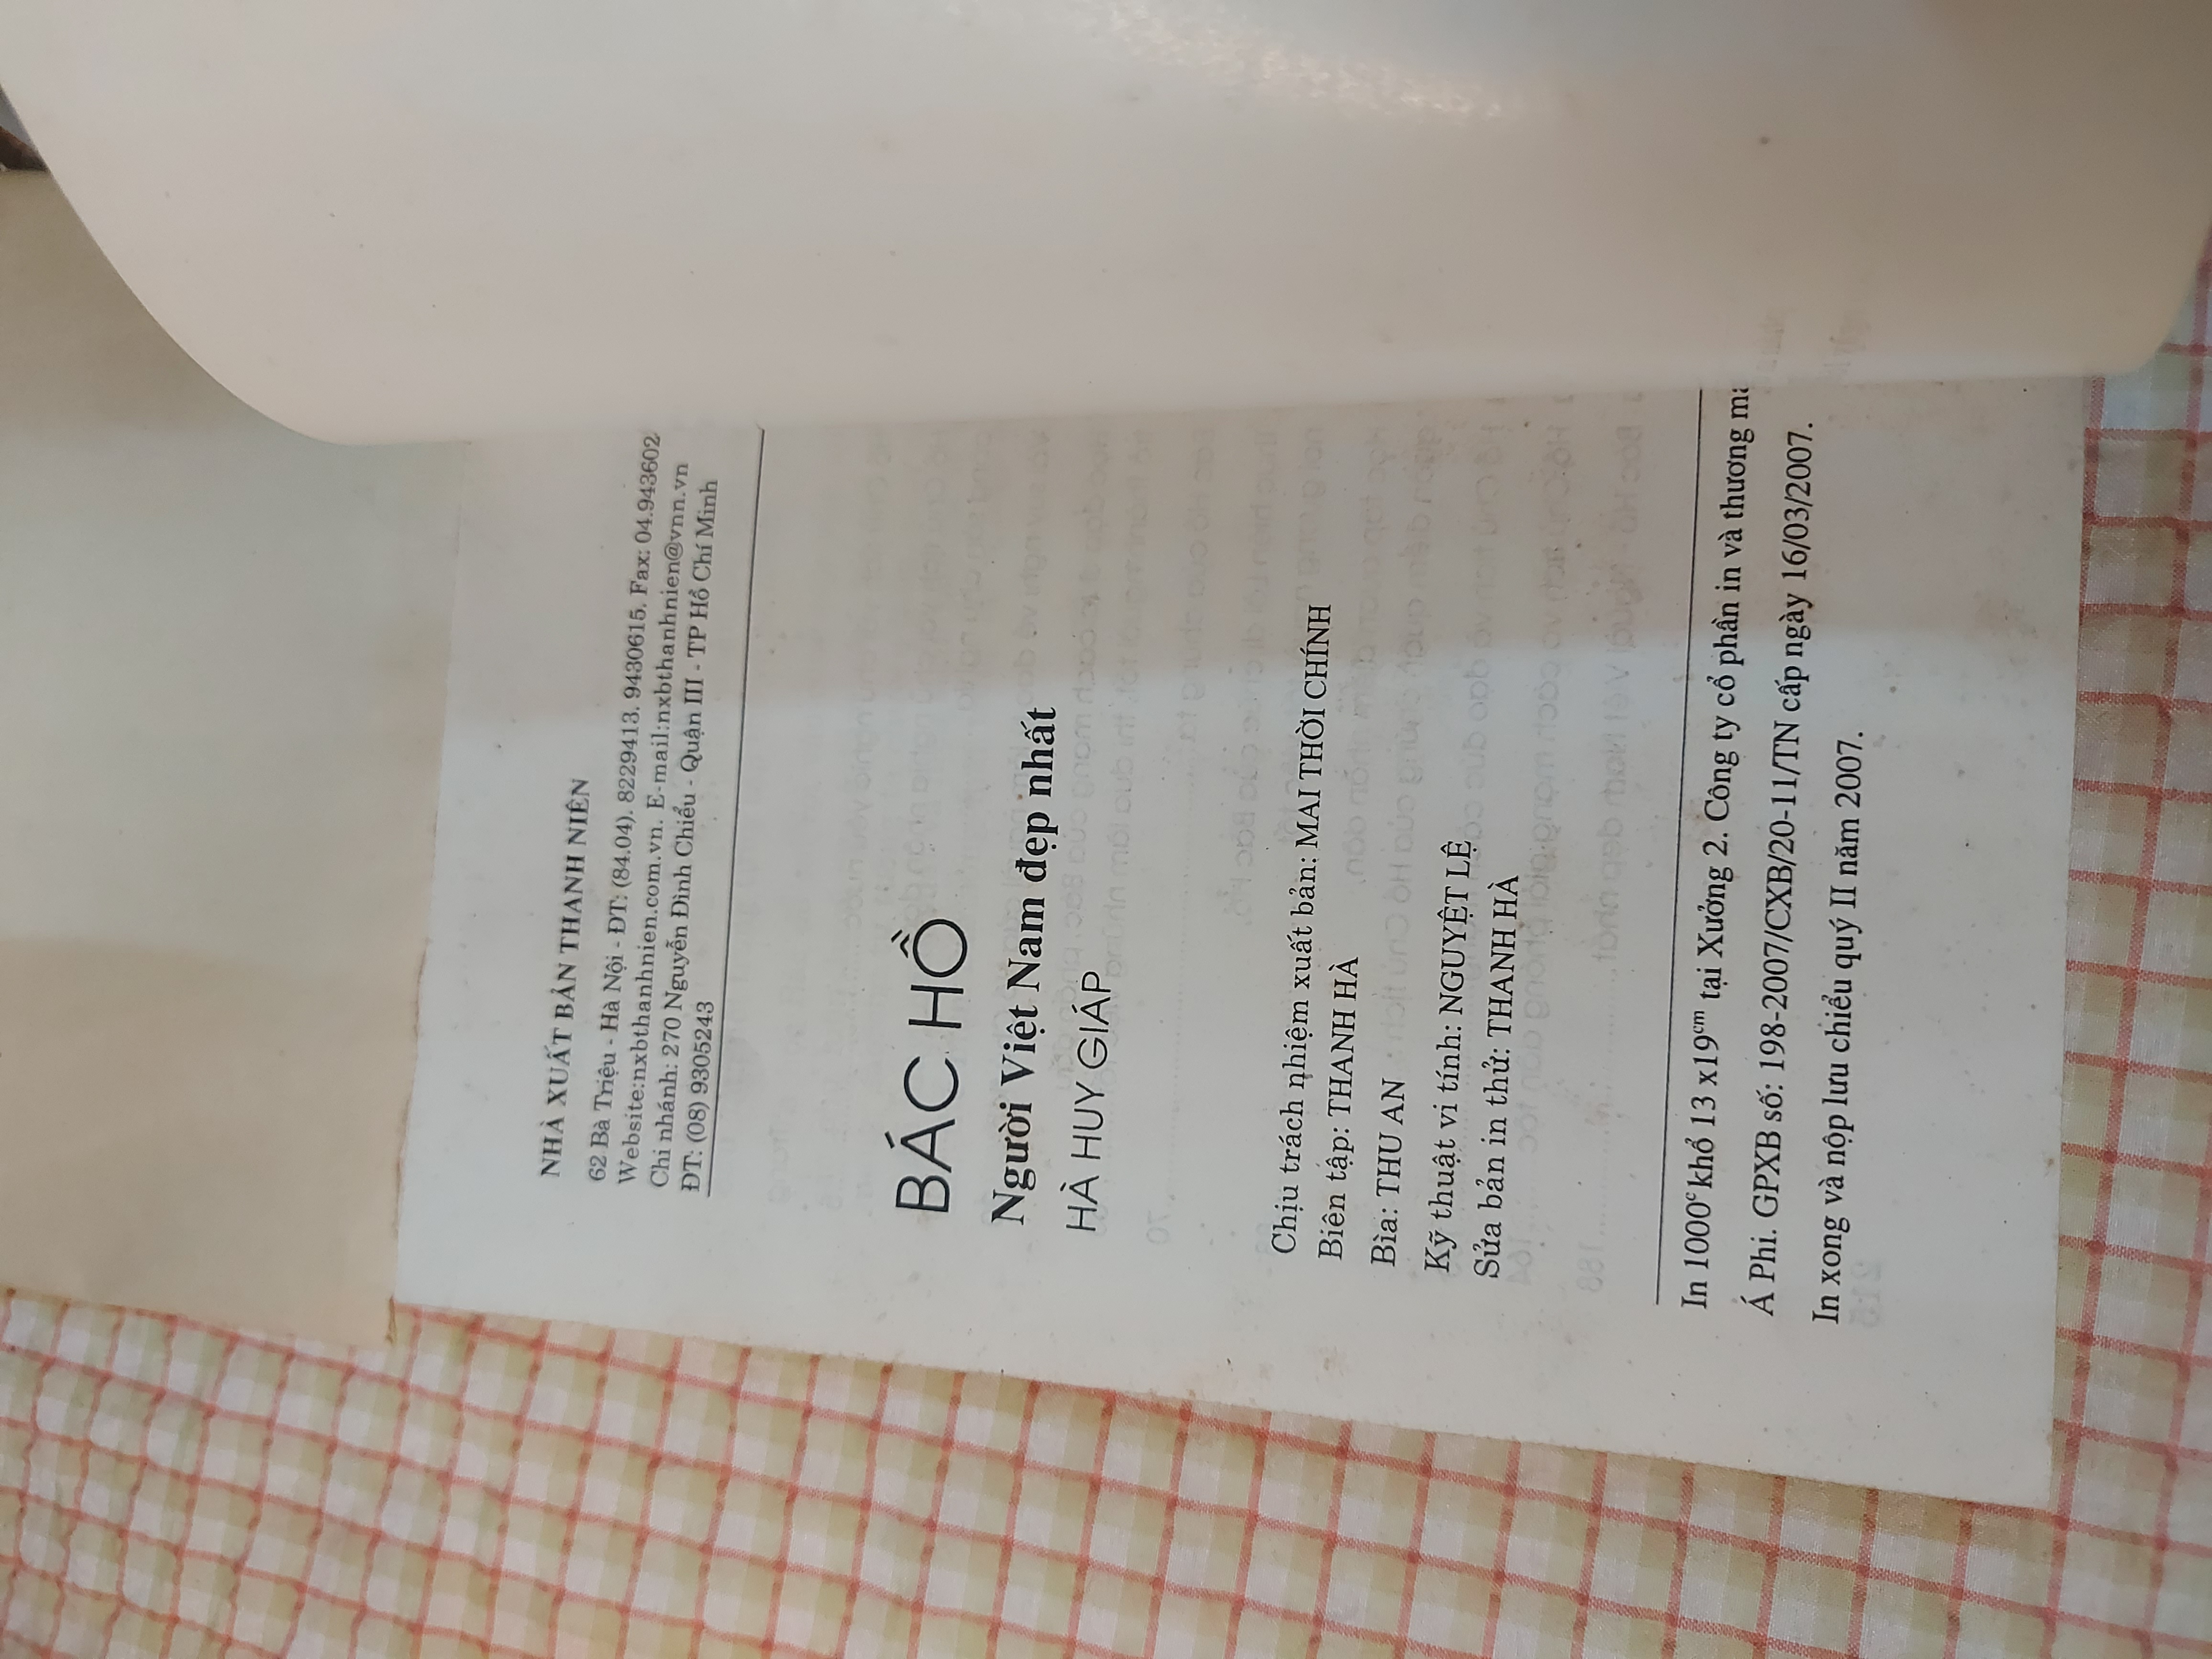 NHÀ XUẤT BẢN THANH NIÊN
62 Bà Triệu - Hà Nội - ĐT: (84.04). 8229413. 9430615. Fax: 04.943602
Website:nxbthanhnien.com.vn. E-mail:nxbthanhnien@vnn.vn
Chi nhánh: 270 Nguyễn Đình Chiểu - Quận III - TP Hồ Chí Minh
ĐT: (08) 9305243
BÁC HỒ
Người Việt Nam đẹp nhất
HÀ HUY GIÁP
Chịu trách nhiệm xuất bản: MAI THỜI CHÍNH
Biên tập: THANH HÀ
Bìa: THU AN
Kỹ thuật vi tính: NGUYỆT LỆ
Sửa bản in thử: THANH HÀ
In 1000ᶜ khổ 13 x19ᶜᵐ tại Xưởng 2. Công ty cổ phần in và thương
Á Phi. GPXB số: 198-2007/CXB/20-11/TN cấp ngày 16/03/2007.
In xong và nộp lưu chiểu quý II năm 2007.